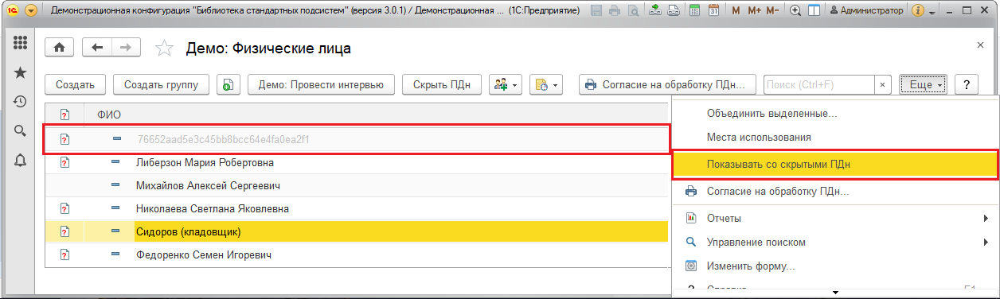 Демонстрационная конфигурация "Библиотека стандартных подсистем" (версия 3.0.1) / Демонстрационная ... (1С:Предприятие)
M M+ M- Администратор
Демо: Физические лица
Создать Создать группу Демо: Провести интервью Скрыть ПДн Согласие на обработку ПДн... Поиск (Ctrl+F) × Еще ?
ФИО
76652aad5e3c45bb8bcc64e4fa0ea2f1
Либерзон Мария Робертовна
Михайлов Алексей Сергеевич
Николаева Светлана Яковлевна
Сидоров (кладовщик)
Федоренко Семен Игоревич
Объединить выделенные...
Места использования
Показывать со скрытыми ПДн
Согласие на обработку ПДн...
Отчеты
Управление поиском
Изменить форму...